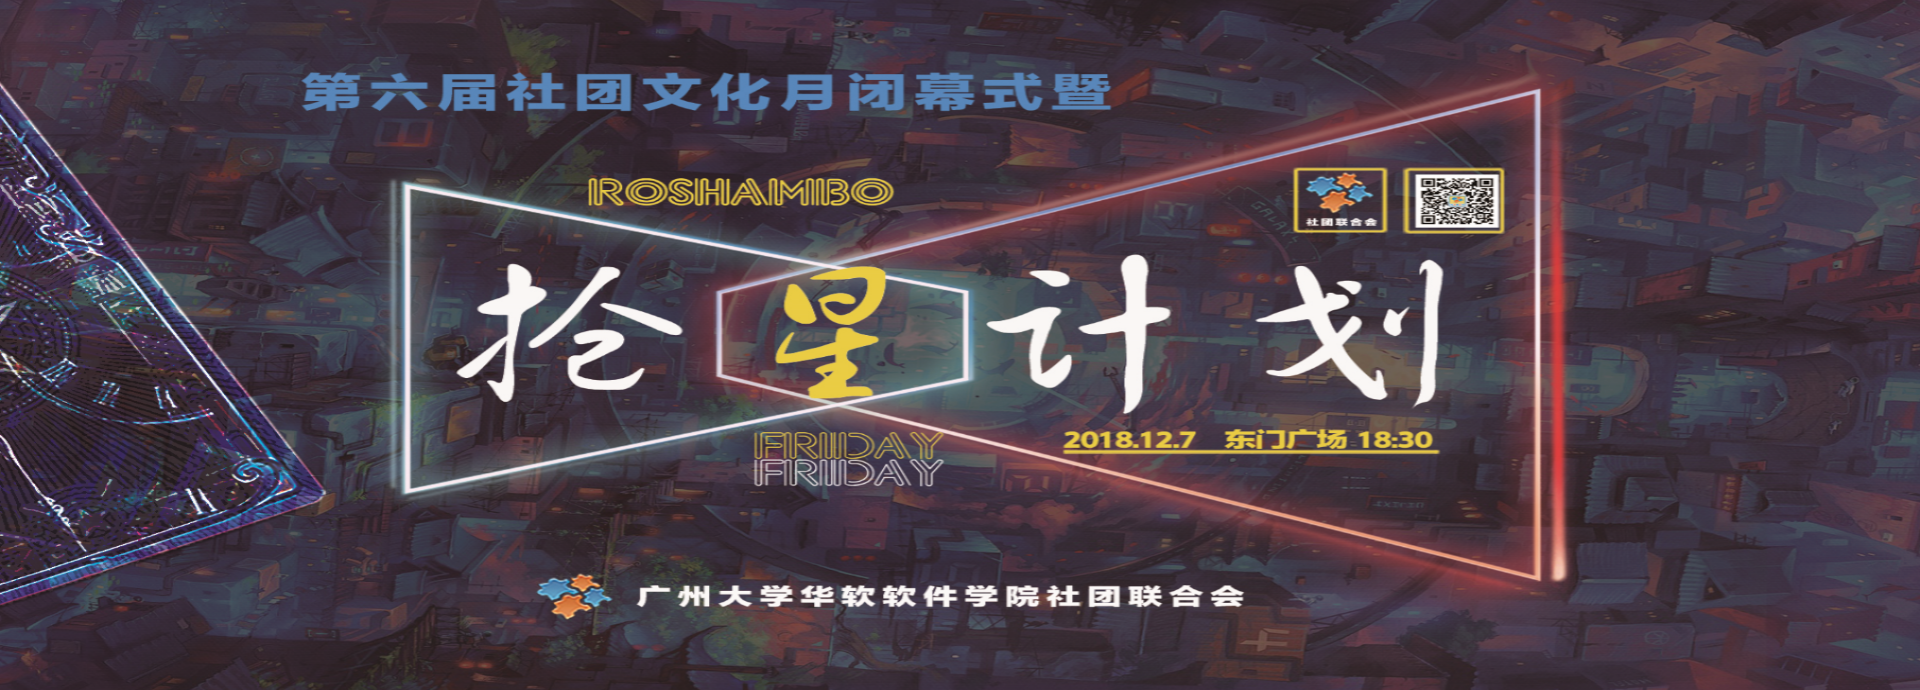 第六届社团文化月闭幕式暨
ROSHAMBO
社团联合会
抢星计划
FRIIDAY
FRIIDAY
2018.12.7 东门广场 18:30
广州大学华软软件学院社团联合会